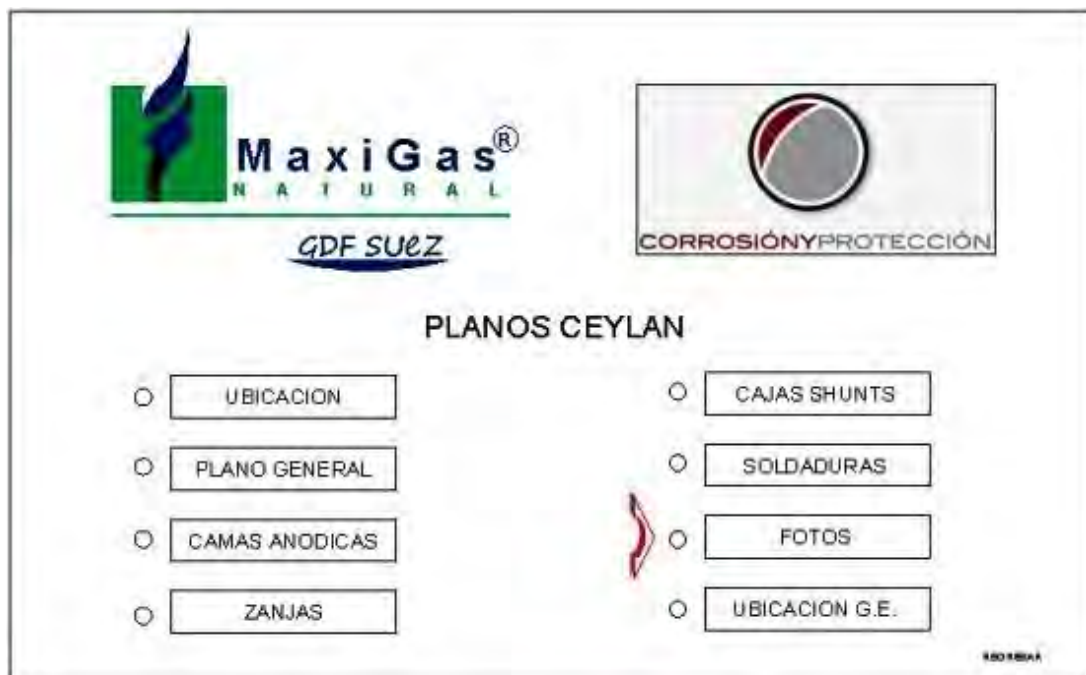 MaxiGas®
NATURAL
GDF SUEZ
CORROSIÓNYPROTECCIÓN
PLANOS CEYLAN
UBICACION
PLANO GENERAL
CAMAS ANODICAS
ZANJAS
CAJAS SHUNTS
SOLDADURAS
FOTOS
UBICACION G.E.